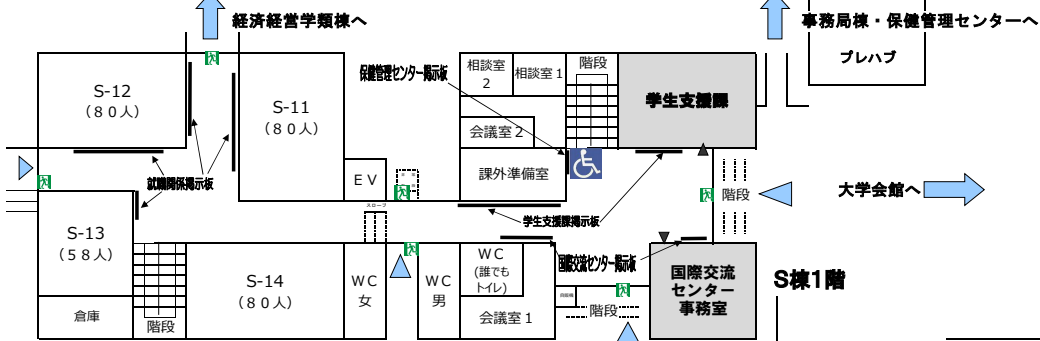 経済経営学類棟へ
事務局棟・保健管理センターへ
プレハブ
保健管理センター掲示板
相談室
2
相談室1
階段
学生支援課
S-12
(80人)
S-11
(80人)
会議室2
課外準備室
EV
就職関係掲示板
スロープ
学生支援課掲示板
階段
大学会館へ
S-13
(58人)
S-14
(80人)
WC
女
WC
男
WC
(誰でも
トイレ)
国際交流センター掲示板
国際交流
センター
事務室
S棟1階
倉庫
階段
会議室1
階段